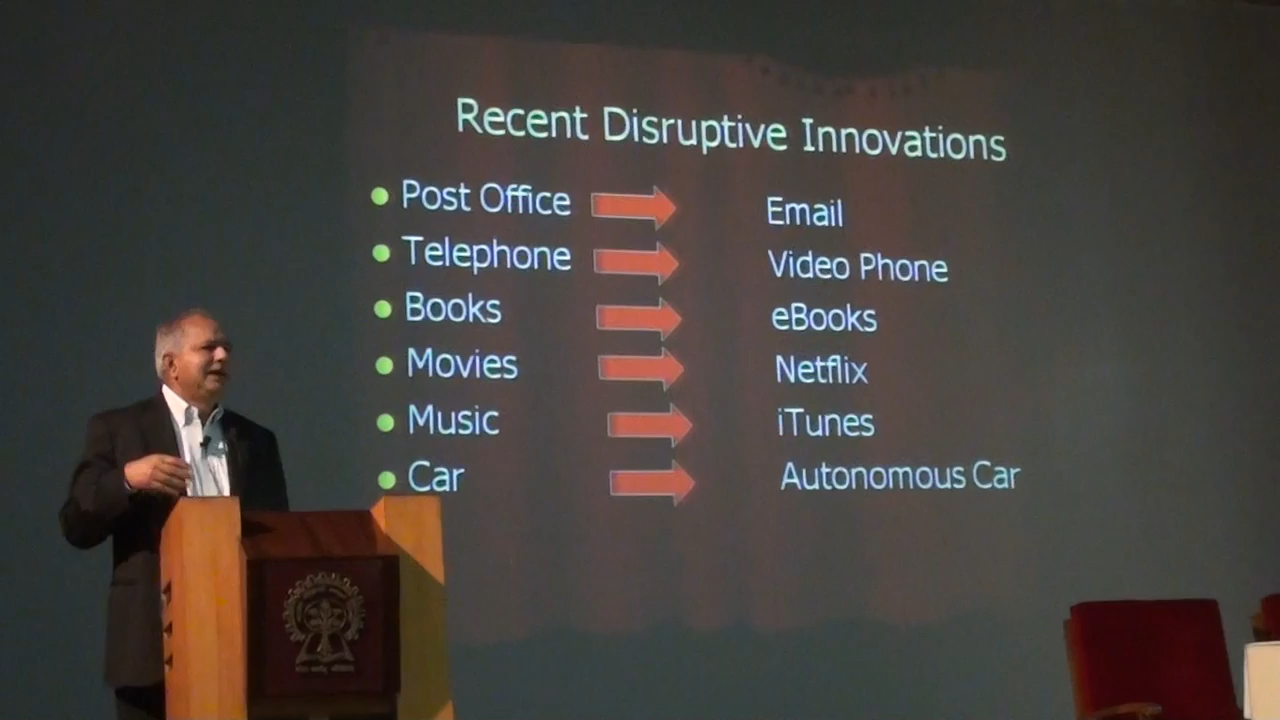 Recent Disruptive Innovations
Post Office Email
Telephone Video Phone
Books eBooks
Movies Netflix
Music iTunes
Car Autonomous Car